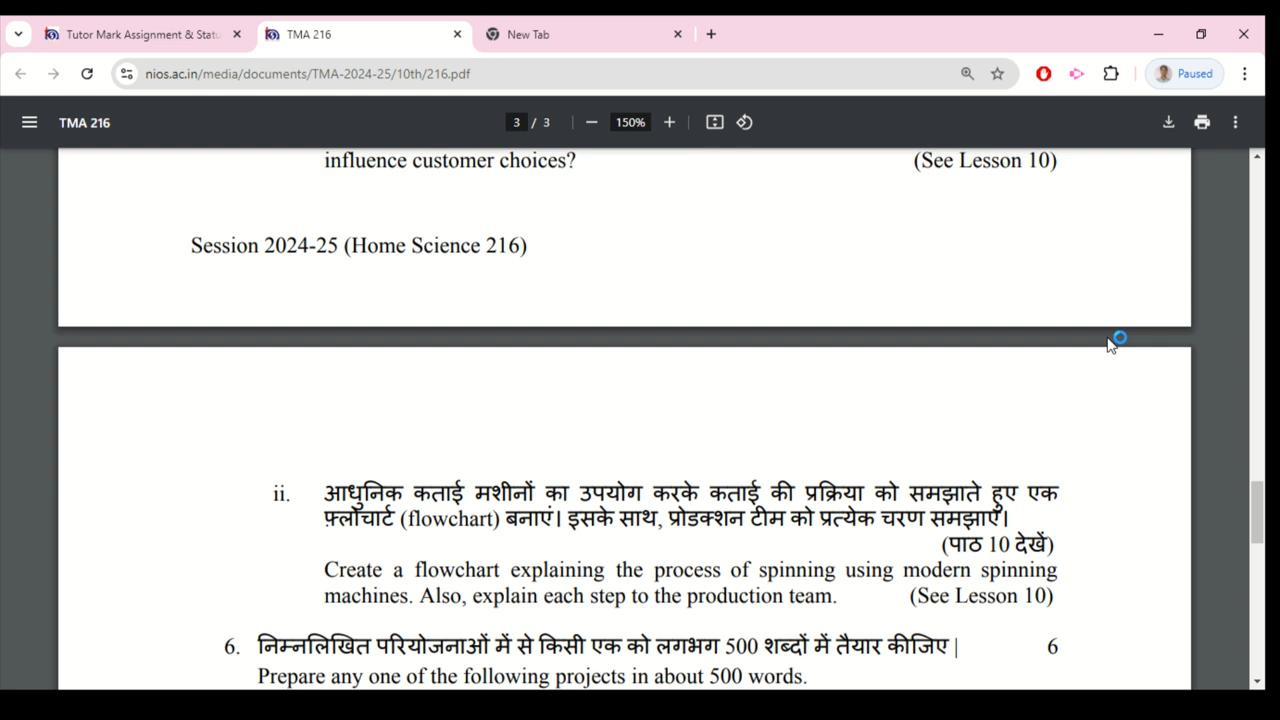 Tutor Mark Assignment & Statu
TMA 216
New Tab
nios.ac.in/media/documents/TMA-2024-25/10th/216.pdf
Paused
TMA 216
3 / 3
150%
influence customer choices? (See Lesson 10)
Session 2024-25 (Home Science 216)
ii. आधुनिक कताई मशीनों का उपयोग करके कताई की प्रक्रिया को समझाते हुए एक
फ़्लोचार्ट (flowchart) बनाएं। इसके साथ, प्रोडक्शन टीम को प्रत्येक चरण समझाएँ।
(पाठ 10 देखें)
Create a flowchart explaining the process of spinning using modern spinning
machines. Also, explain each step to the production team. (See Lesson 10)
6. निम्नलिखित परियोजनाओं में से किसी एक को लगभग 500 शब्दों में तैयार कीजिए | 6
Prepare any one of the following projects in about 500 words.